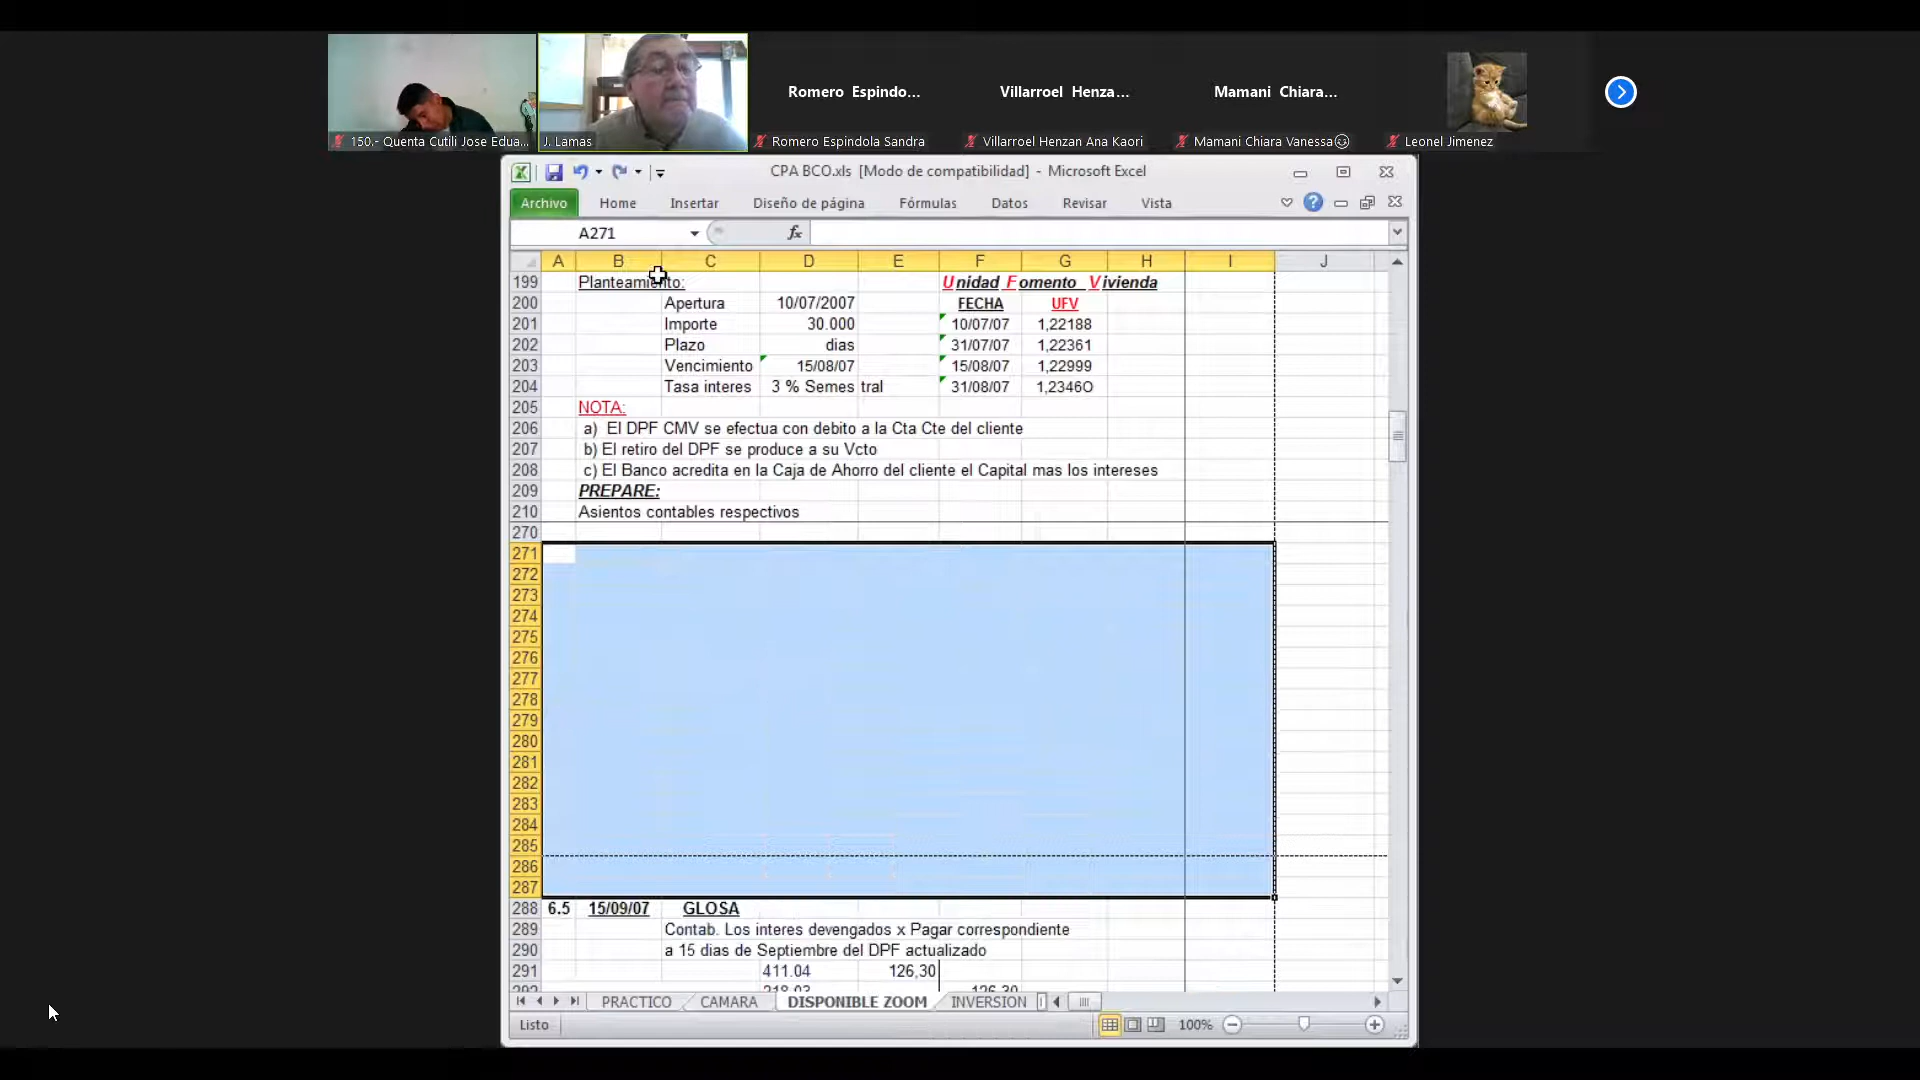 Romero Espindo...
Villarroel Henza...
Mamani Chiara...
150.- Quenta Cutili Jose Edua...
J. Lamas
Romero Espindola Sandra
Villarroel Henzan Ana Kaori
Mamani Chiara Vanessa☺
Leonel Jimenez
CPA BCO.xls [Modo de compatibilidad] - Microsoft Excel
Archivo Home Insertar Diseño de página Fórmulas Datos Revisar Vista
A271 fx
A B C D E F G H I J
199 Planteamiento: Unidad Fomento Vivienda
200 Apertura 10/07/2007 FECHA UFV
201 Importe 30.000 10/07/07 1,22188
202 Plazo dias 31/07/07 1,22361
203 Vencimiento 15/08/07 15/08/07 1,22999
204 Tasa interes 3 % Semes tral 31/08/07 1,2346O
205 NOTA:
206 a) El DPF CMV se efectua con debito a la Cta Cte del cliente
207 b) El retiro del DPF se produce a su Vcto
208 c) El Banco acredita en la Caja de Ahorro del cliente el Capital mas los intereses
209 PREPARE:
210 Asientos contables respectivos
270
271
272
273
274
275
276
277
278
279
280
281
282
283
284
285
286
287
288 6.5 15/09/07 GLOSA
289 Contab. Los interes devengados x Pagar correspondiente
290 a 15 dias de Septiembre del DPF actualizado
291 411.04 126,30
292 218.03 126,30
PRACTICO CAMARA DISPONIBLE ZOOM INVERSION
Listo 100%